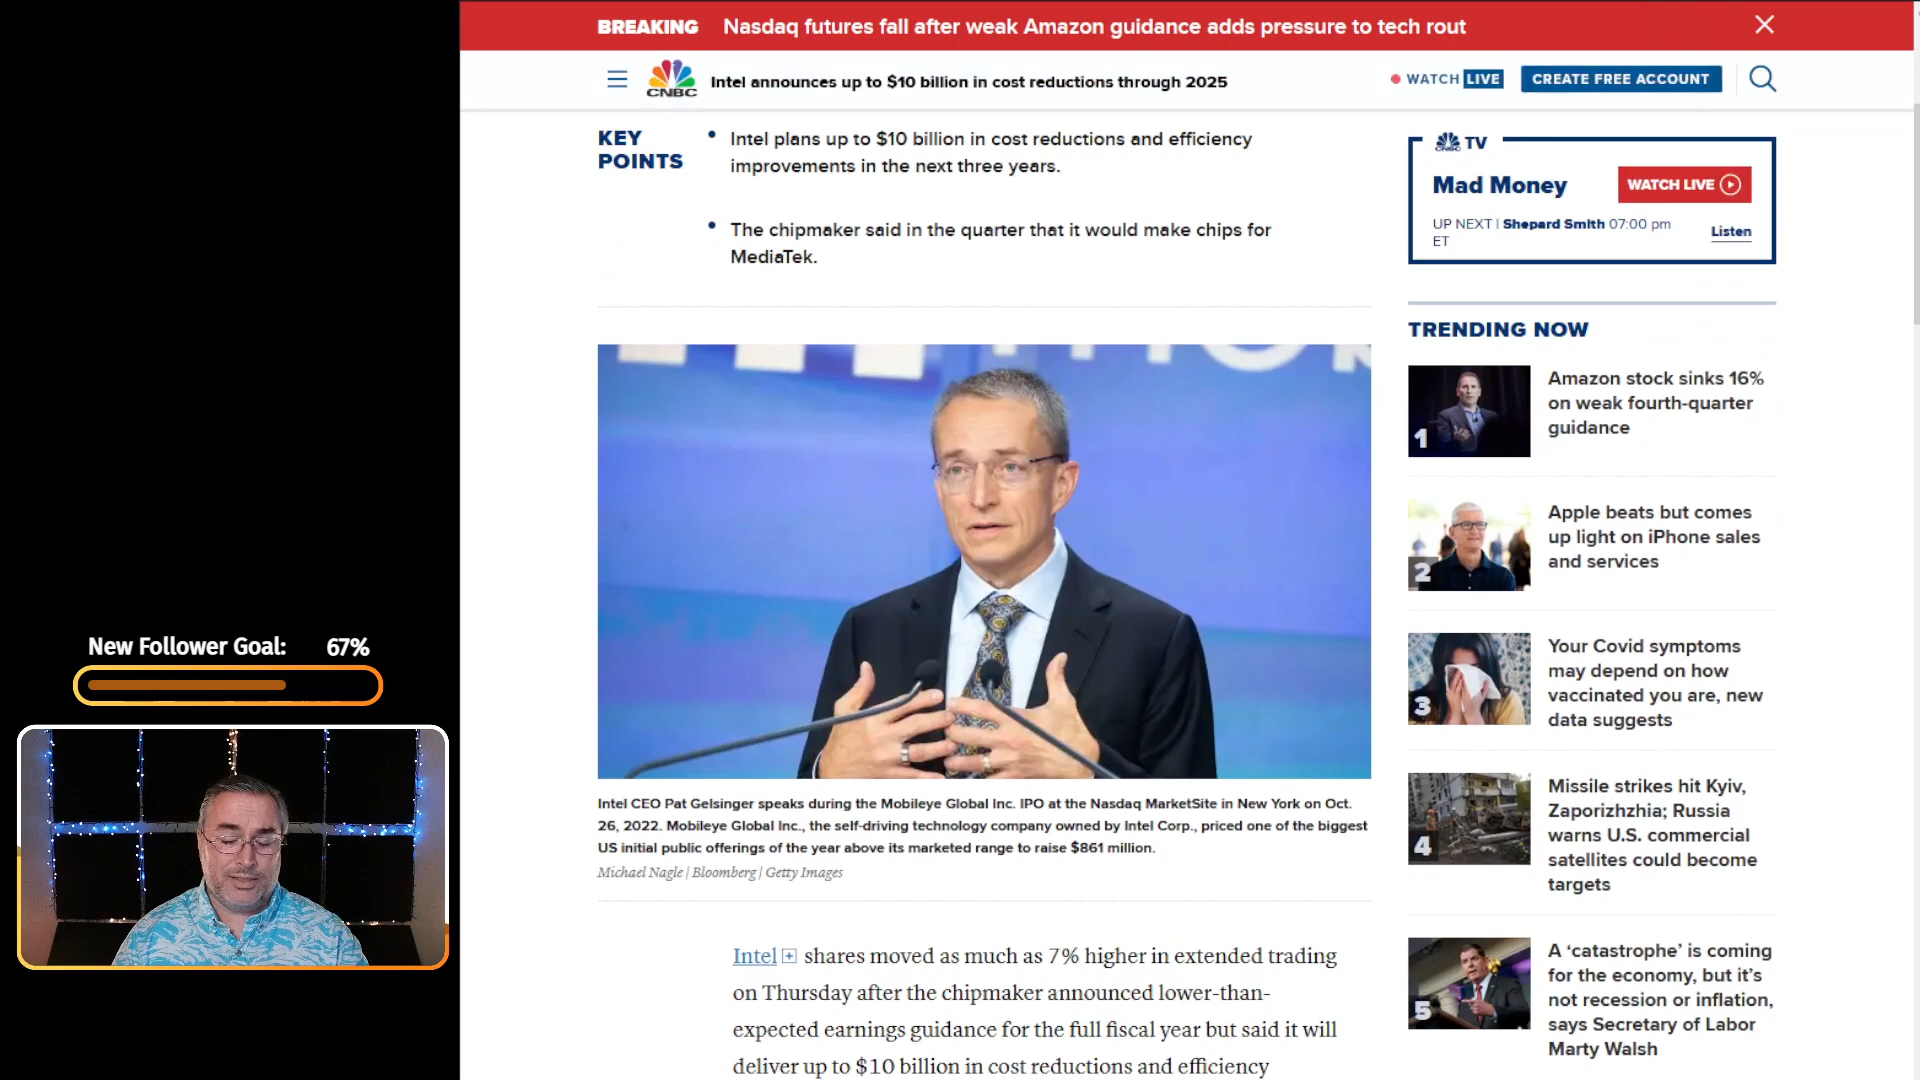 BREAKING Nasdaq futures fall after weak Amazon guidance adds pressure to tech rout
CNBC Intel announces up to $10 billion in cost reductions through 2025
WATCH LIVE CREATE FREE ACCOUNT
KEY
POINTS
Intel plans up to $10 billion in cost reductions and efficiency
improvements in the next three years.
The chipmaker said in the quarter that it would make chips for
MediaTek.
Intel CEO Pat Gelsinger speaks during the Mobileye Global Inc. IPO at the Nasdaq MarketSite in New York on Oct.
26, 2022. Mobileye Global Inc., the self-driving technology company owned by Intel Corp., priced one of the biggest
US initial public offerings of the year above its marketed range to raise $861 million.
Michael Nagle | Bloomberg | Getty Images
Intel shares moved as much as 7% higher in extended trading
on Thursday after the chipmaker announced lower-than-
expected earnings guidance for the full fiscal year but said it will
deliver up to $10 billion in cost reductions and efficiency
CNBC TV
Mad Money
WATCH LIVE
UP NEXT | Shepard Smith 07:00 pm
ET
Listen
TRENDING NOW
1
Amazon stock sinks 16%
on weak fourth-quarter
guidance
2
Apple beats but comes
up light on iPhone sales
and services
3
Your Covid symptoms
may depend on how
vaccinated you are, new
data suggests
4
Missile strikes hit Kyiv,
Zaporizhzhia; Russia
warns U.S. commercial
satellites could become
targets
5
A ‘catastrophe’ is coming
for the economy, but it’s
not recession or inflation,
says Secretary of Labor
Marty Walsh
New Follower Goal: 67%